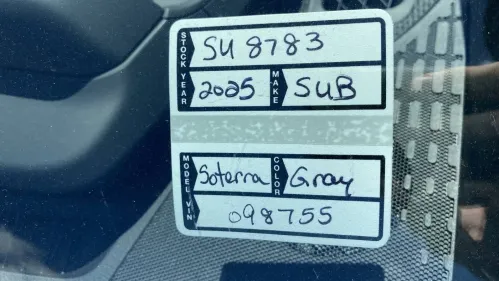 STOCK SU 8783
YEAR 2025 MAKE SUB
MODEL Soterra COLOR Gray
VIN 098755